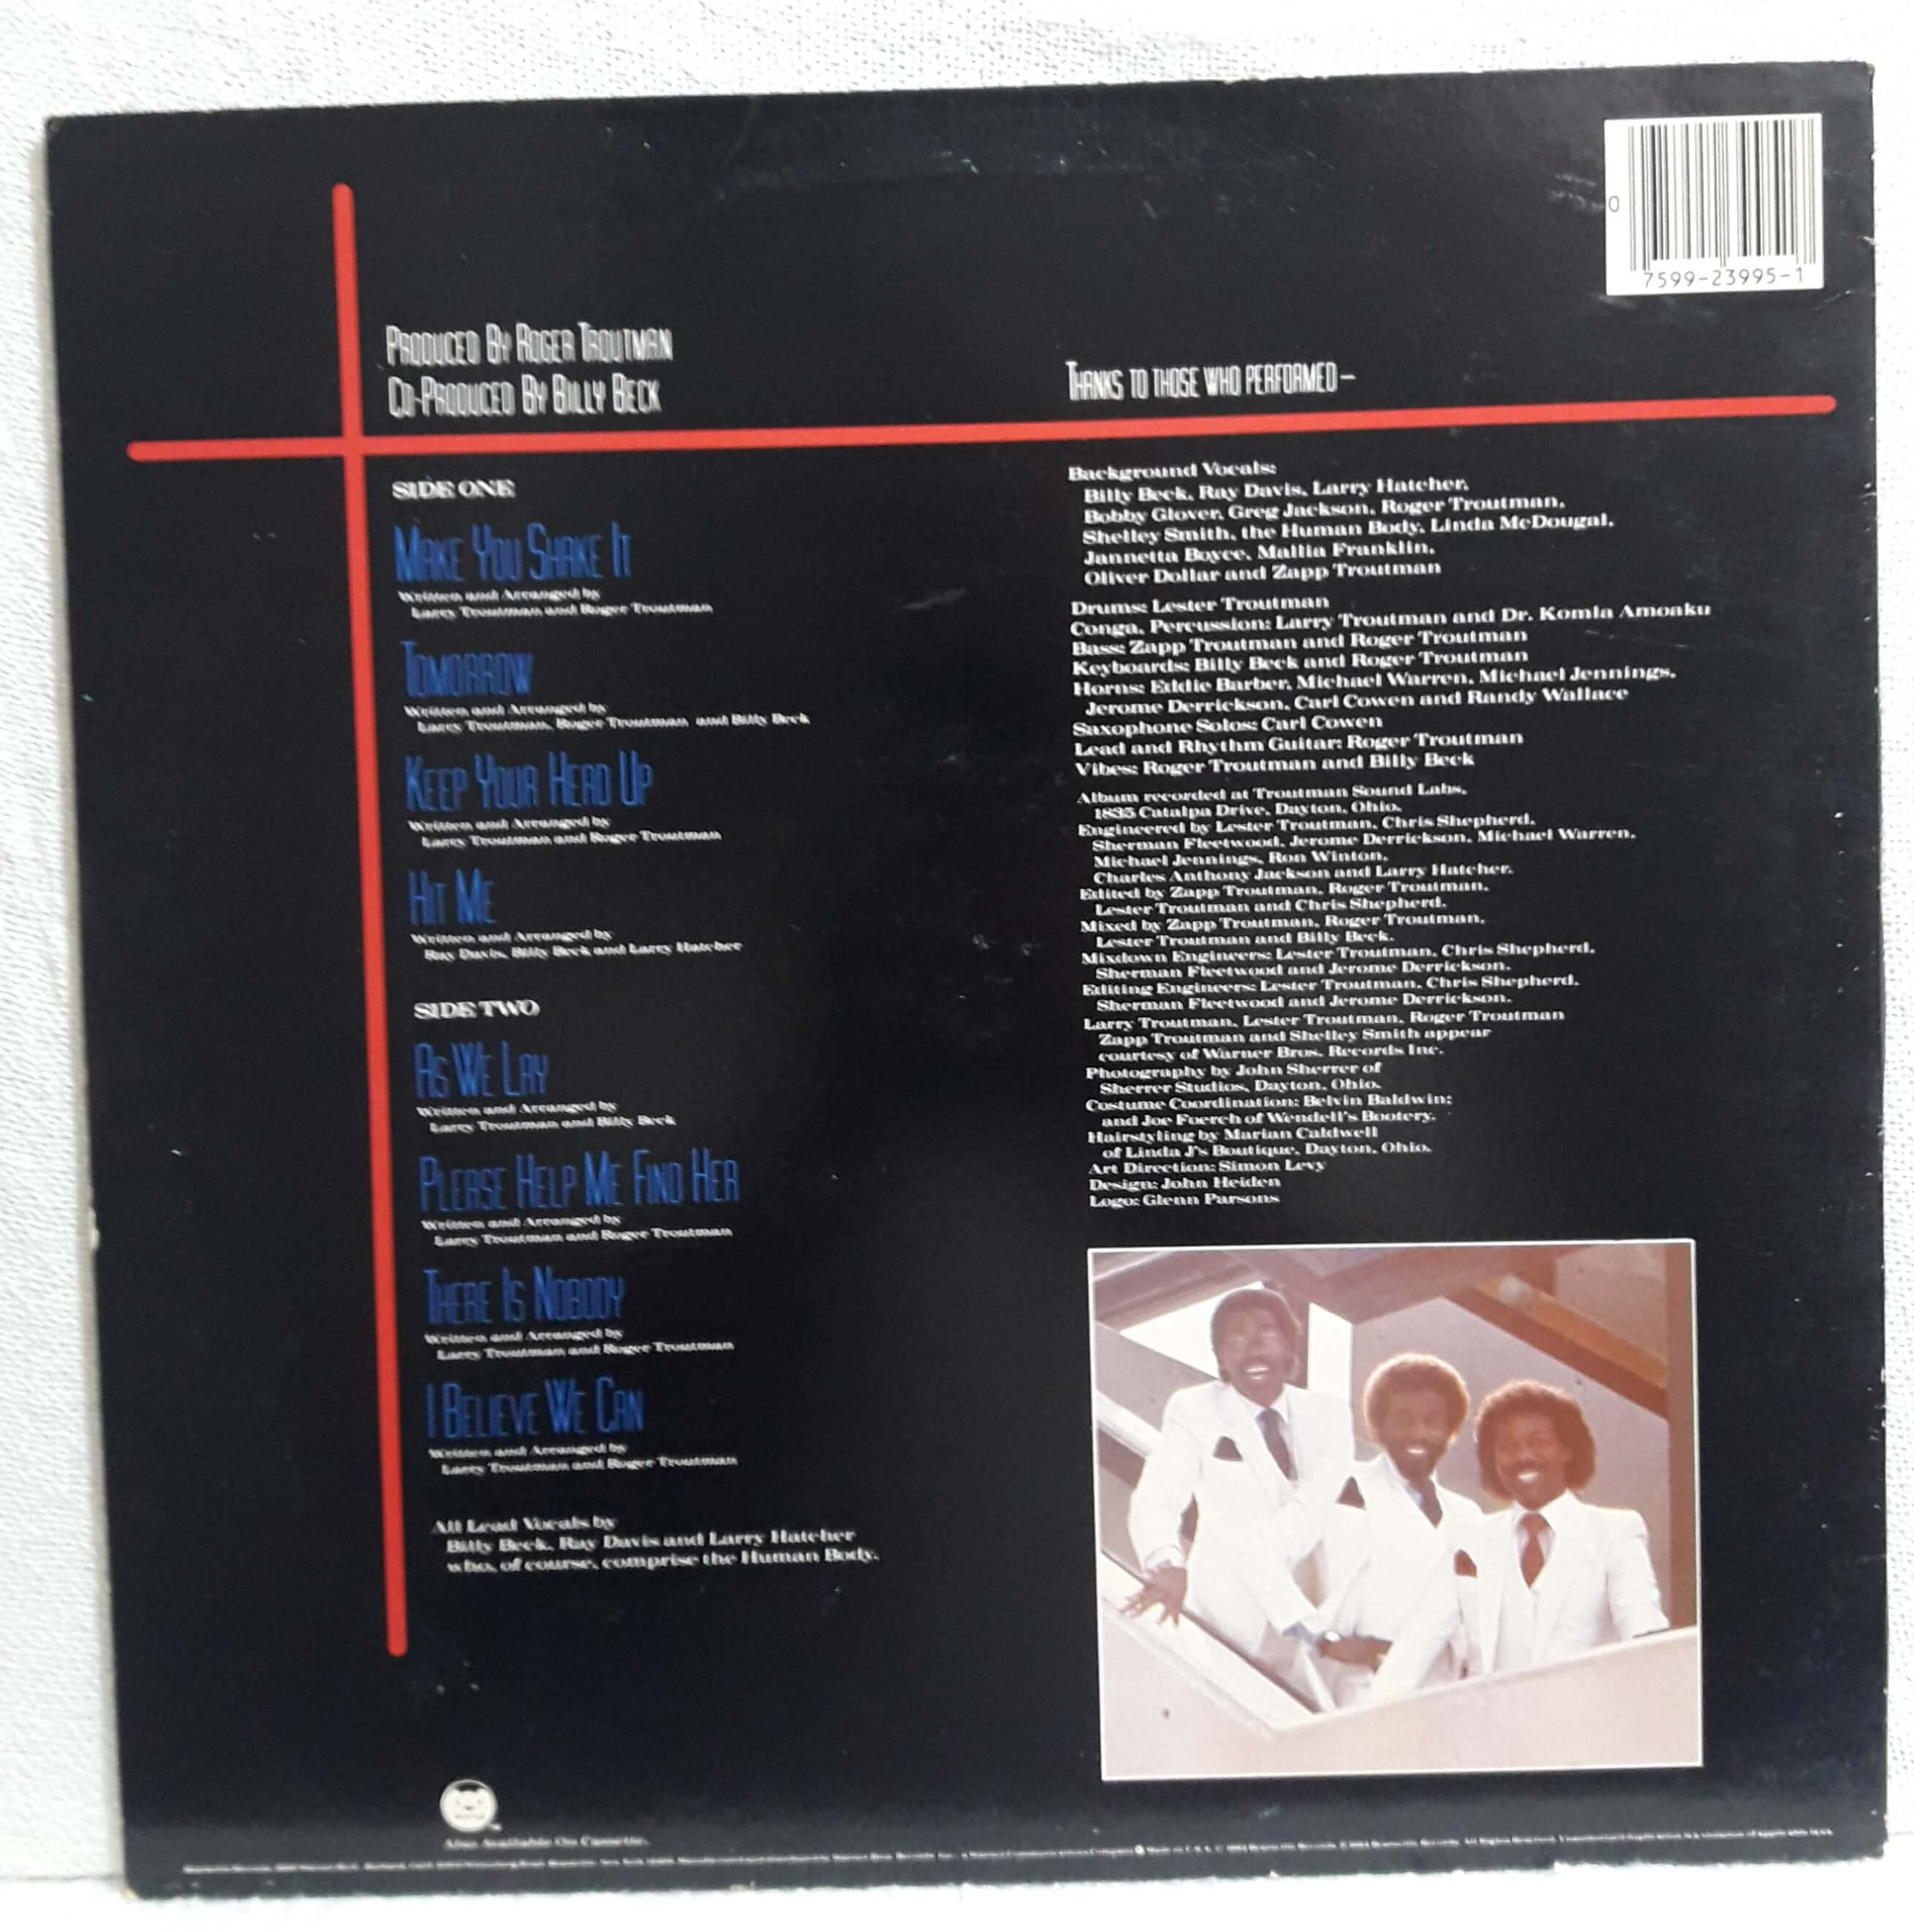 0
7599-23995-1
PRODUCED BY ROGER TROUTMAN
CO-PRODUCED BY BILLY BECK
SIDE ONE
MAKE YOU SHAKE IT
Written and Arranged by
Larry Troutman and Roger Troutman
TOMORROW
Written and Arranged by
Larry Troutman, Roger Troutman and Billy Beck
KEEP YOUR HEAD UP
Written and Arranged by
Larry Troutman and Roger Troutman
HIT ME
Written and Arranged by
Ray Davis, Billy Beck and Larry Hatcher
SIDE TWO
AS WE LAY
Written and Arranged by
Larry Troutman and Billy Beck
PLEASE HELP ME FIND HER
Written and Arranged by
Larry Troutman and Roger Troutman
THERE IS NOBODY
Written and Arranged by
Larry Troutman and Roger Troutman
I BELIEVE WE CAN
Written and Arranged by
Larry Troutman and Roger Troutman
All Lead Vocals by
Billy Beck, Ray Davis and Larry Hatcher
who, of course, comprise the Human Body.
THANKS TO THOSE WHO PERFORMED—
Background Vocals:
Billy Beck, Ray Davis, Larry Hatcher,
Bobby Glover, Greg Jackson, Roger Troutman,
Shelley Smith, the Human Body, Linda McDougal,
Jannetta Boyce, Mallia Franklin,
Oliver Dollar and Zapp Troutman
Drums: Lester Troutman
Conga, Percussion: Larry Troutman and Dr. Komla Amoaku
Bass: Zapp Troutman and Roger Troutman
Keyboards: Billy Beck and Roger Troutman
Horns: Eddie Barber, Michael Warren, Michael Jennings,
Jerome Derrickson, Carl Cowen and Randy Wallace
Saxophone Solos: Carl Cowen
Lead and Rhythm Guitar: Roger Troutman
Vibes: Roger Troutman and Billy Beck
Album recorded at Troutman Sound Labs,
1835 Catalpa Drive, Dayton, Ohio.
Engineered by Lester Troutman, Chris Shepherd,
Sherman Fleetwood, Jerome Derrickson, Michael Warren,
Michael Jennings, Ron Winton,
Charles Anthony Jackson and Larry Hatcher.
Edited by Zapp Troutman, Roger Troutman,
Lester Troutman and Chris Shepherd.
Mixed by Zapp Troutman, Roger Troutman,
Lester Troutman and Billy Beck.
Mixdown Engineers: Lester Troutman, Chris Shepherd,
Sherman Fleetwood and Jerome Derrickson.
Editing Engineers: Lester Troutman, Chris Shepherd,
Sherman Fleetwood and Jerome Derrickson.
Larry Troutman, Lester Troutman, Roger Troutman
Zapp Troutman and Shelley Smith appear
courtesy of Warner Bros. Records Inc.
Photography by John Sherrer of
Sherrer Studios, Dayton, Ohio.
Costume Coordination: Belvin Baldwin;
and Joe Foerch of Wendell's Bootery.
Hairstyling by Marian Caldwell
of Linda J's Boutique, Dayton, Ohio.
Art Direction: Simon Levy
Design: John Heiden
Logo: Glenn Parsons
Also Available On Cassette.